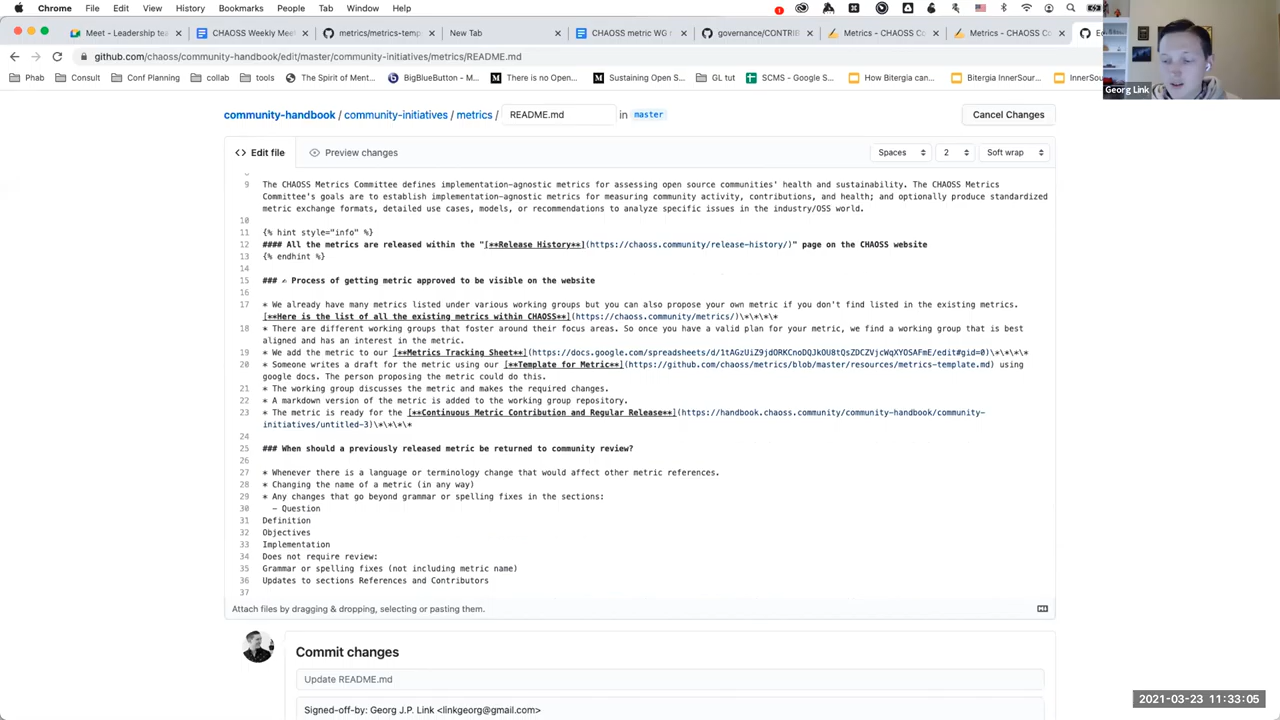 Chrome File Edit View History Bookmarks People Tab Window Help
Meet - Leadership tea
CHAOSS Weekly Meet
metrics/metrics-temp
New Tab
CHAOSS metric WG
governance/CONTRIB
Metrics - CHAOSS Co
Metrics - CHAOSS Co
github.com/chaoss/community-handbook/edit/master/community-initiatives/metrics/README.md
Phab Consult Conf Planning collab tools The Spirit of Ment... BigBlueButton - M... There is no Open... Sustaining Open S... GL tut SCMS - Google S... How Bitergia can... Bitergia InnerSour... InnerSou
Georg Link
community-handbook / community-initiatives / metrics / README.md in master
Cancel Changes
Edit file Preview changes Spaces 2 Soft wrap
9 The CHAOSS Metrics Committee defines implementation-agnostic metrics for assessing open source communities' health and sustainability. The CHAOSS Metrics
Committee's goals are to establish implementation-agnostic metrics for measuring community activity, contributions, and health; and optionally produce standardized
metric exchange formats, detailed use cases, models, or recommendations to analyze specific issues in the industry/OSS world.
10
11 {% hint style="info" %}
12 #### All the metrics are released within the "[**Release History**](https://chaoss.community/release-history/)" page on the CHAOSS website
13 {% endhint %}
14
15 ### ✍ Process of getting metric approved to be visible on the website
16
17 * We already have many metrics listed under various working groups but you can also propose your own metric if you don't find listed in the existing metrics.
[**Here is the list of all the existing metrics within CHAOSS**](https://chaoss.community/metrics/)\*\*\*\*
18 * There are different working groups that foster around their focus areas. So once you have a valid plan for your metric, we find a working group that is best
aligned and has an interest in the metric.
19 * We add the metric to our [**Metrics Tracking Sheet**](https://docs.google.com/spreadsheets/d/1tAGzUiZ9jdORKCnoDQJkOU8tQsZDCZVjcWqXYOSAFmE/edit#gid=0)\*\*\*\*
20 * Someone writes a draft for the metric using our [**Template for Metric**](https://github.com/chaoss/metrics/blob/master/resources/metrics-template.md) using
google docs. The person proposing the metric could do this.
21 * The working group discusses the metric and makes the required changes.
22 * A markdown version of the metric is added to the working group repository.
23 * The metric is ready for the [**Continuous Metric Contribution and Regular Release**](https://handbook.chaoss.community/community-handbook/community-
initiatives/untitled-3)\*\*\*\*
24
25 ### When should a previously released metric be returned to community review?
26
27 * Whenever there is a language or terminology change that would affect other metric references.
28 * Changing the name of a metric (in any way)
29 * Any changes that go beyond grammar or spelling fixes in the sections:
30 - Question
31 Definition
32 Objectives
33 Implementation
34 Does not require review:
35 Grammar or spelling fixes (not including metric name)
36 Updates to sections References and Contributors
37
Attach files by dragging & dropping, selecting or pasting them.
Commit changes
Update README.md
Signed-off-by: Georg J.P. Link <linkgeorg@gmail.com>
2021-03-23 11:33:05